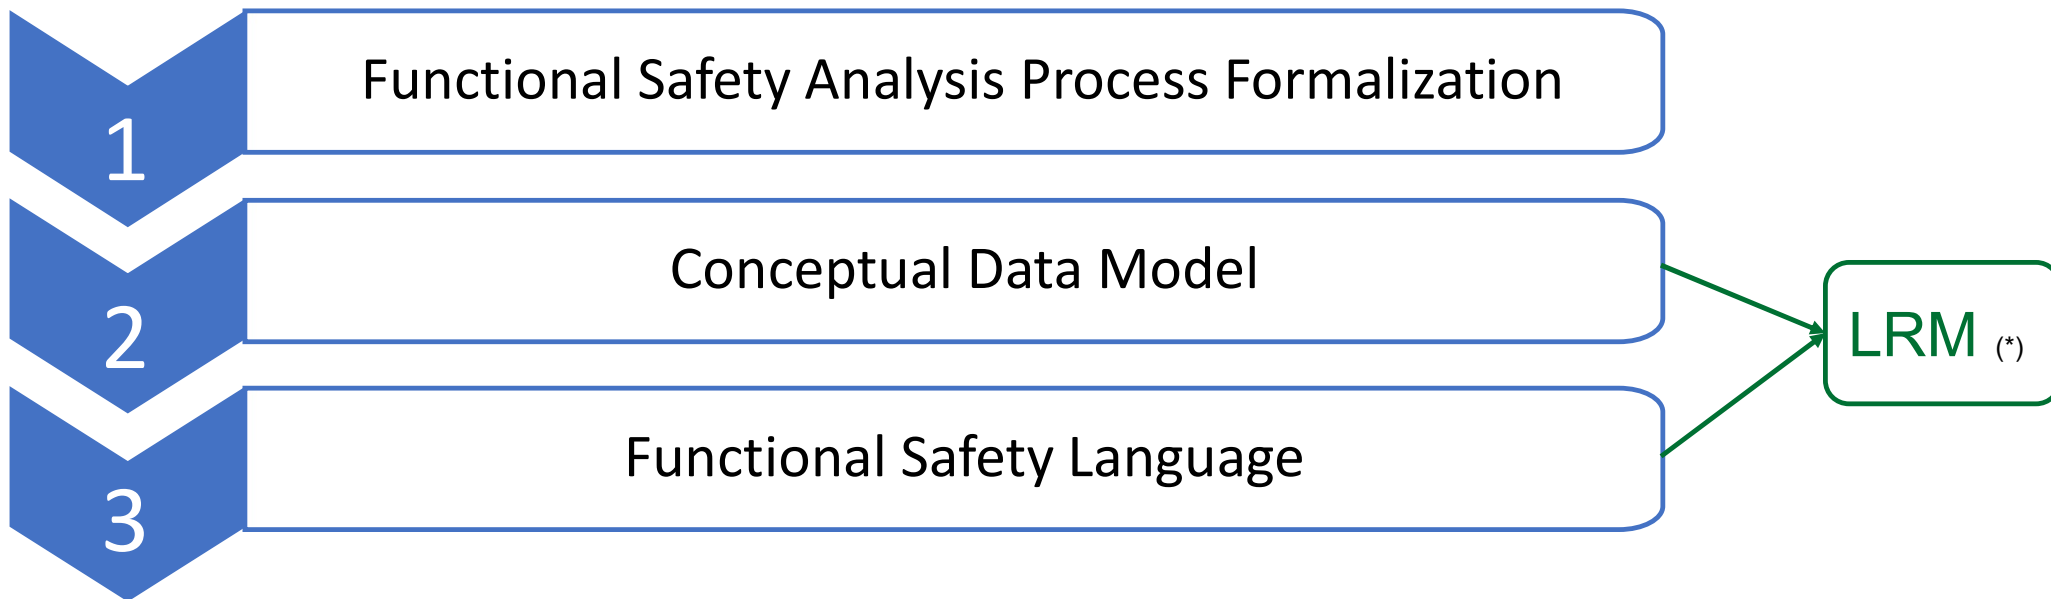 1
Functional Safety Analysis Process Formalization
2
Conceptual Data Model
LRM (*)
3
Functional Safety Language